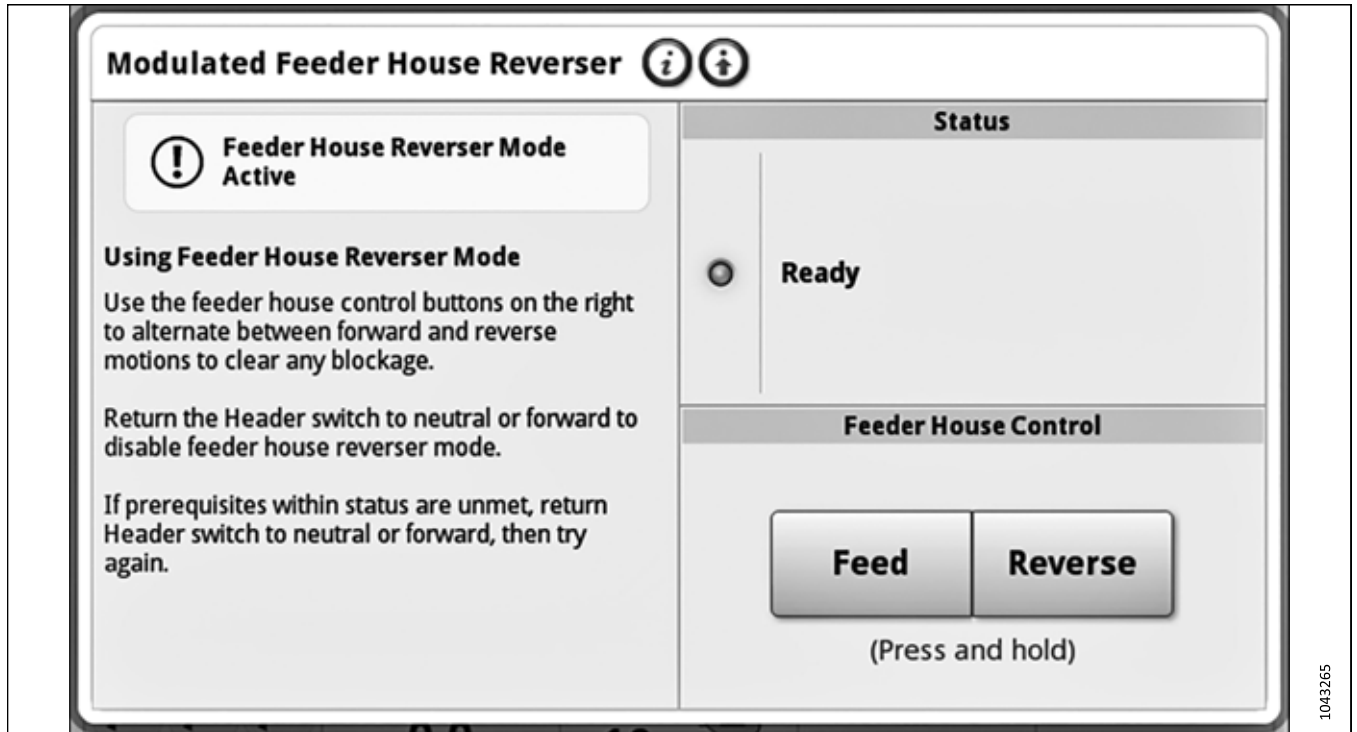 Modulated Feeder House Reverser
Feeder House Reverser Mode
Active
Using Feeder House Reverser Mode
Use the feeder house control buttons on the right
to alternate between forward and reverse
motions to clear any blockage.
Return the Header switch to neutral or forward to
disable feeder house reverser mode.
If prerequisites within status are unmet, return
Header switch to neutral or forward, then try
again.
Status
Ready
Feeder House Control
Feed Reverse
(Press and hold)
1043265